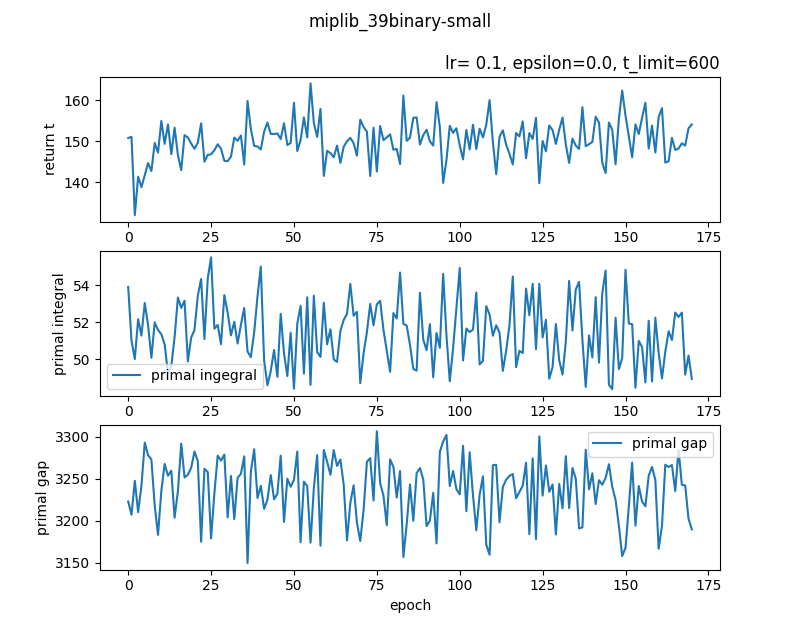 miplib_39binary-small
lr= 0.1, epsilon=0.0, t_limit=600
return t
160
150
140
0 25 50 75 100 125 150 175
primal integral
54
52
50
primal ingegral
0 25 50 75 100 125 150 175
primal gap
3300
3250
3200
3150
primal gap
0 25 50 75 100 125 150 175
epoch